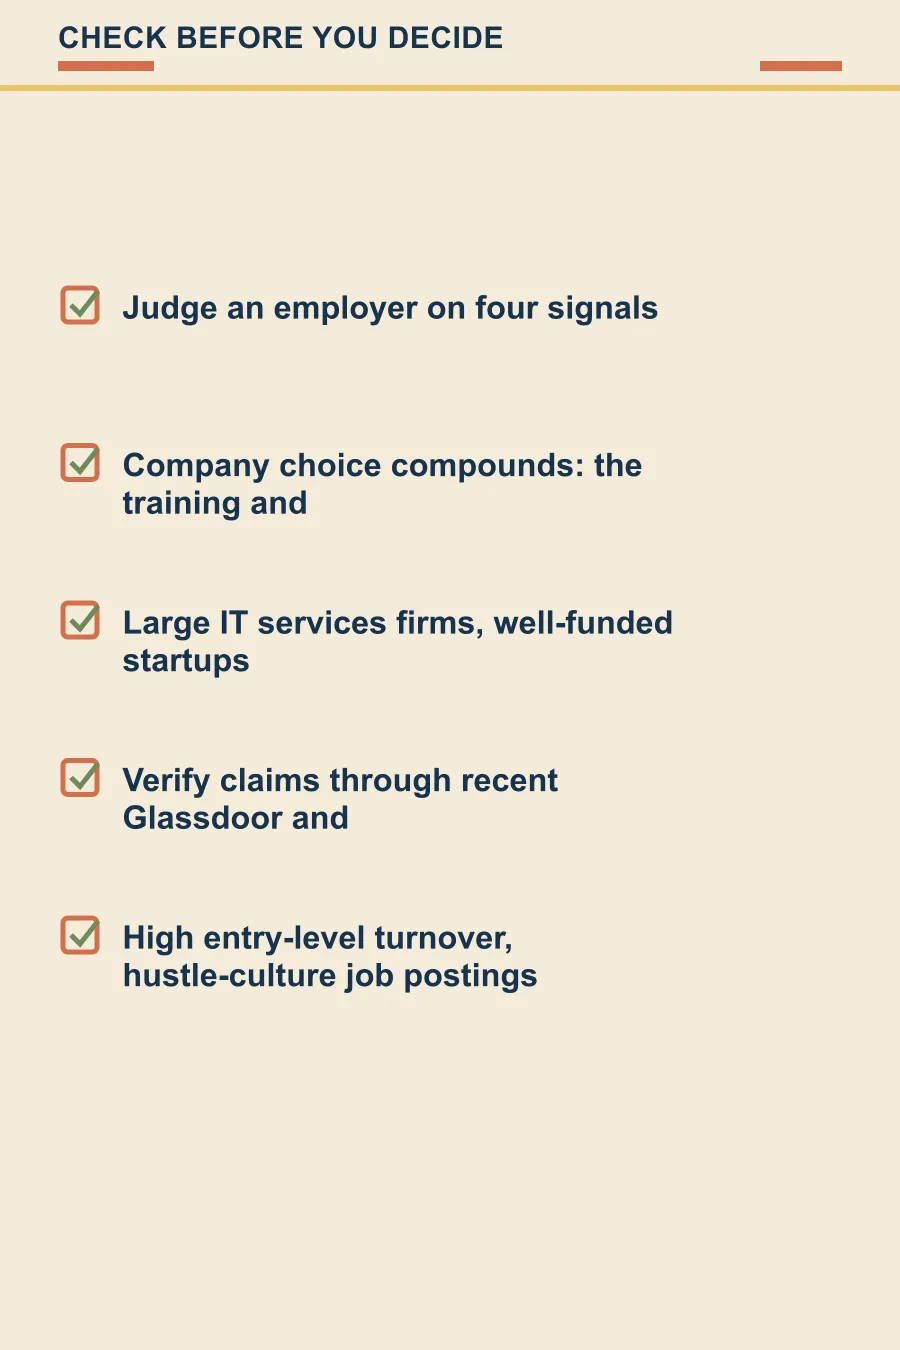 CHECK BEFORE YOU DECIDE
Judge an employer on four signals
Company choice compounds: the
training and
Large IT services firms, well-funded
startups
Verify claims through recent
Glassdoor and
High entry-level turnover,
hustle-culture job postings